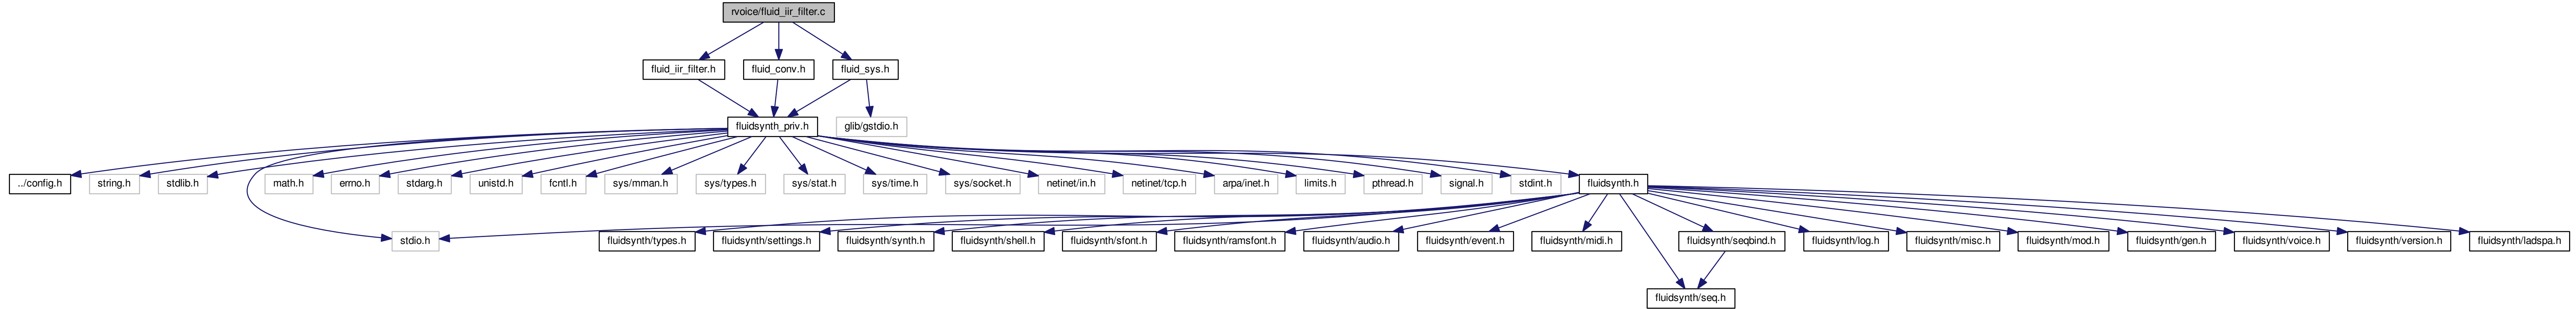 rvoice/fluid_iir_filter.c
fluid_iir_filter.h
fluid_conv.h
fluid_sys.h
fluidsynth_priv.h
glib/gstdio.h
../config.h
string.h
stdlib.h
math.h
errno.h
stdarg.h
unistd.h
fcntl.h
sys/mman.h
sys/types.h
sys/stat.h
sys/time.h
sys/socket.h
netinet/in.h
netinet/tcp.h
arpa/inet.h
limits.h
pthread.h
signal.h
stdint.h
fluidsynth.h
stdio.h
fluidsynth/types.h
fluidsynth/settings.h
fluidsynth/synth.h
fluidsynth/shell.h
fluidsynth/sfont.h
fluidsynth/ramsfont.h
fluidsynth/audio.h
fluidsynth/event.h
fluidsynth/midi.h
fluidsynth/seqbind.h
fluidsynth/log.h
fluidsynth/misc.h
fluidsynth/mod.h
fluidsynth/gen.h
fluidsynth/voice.h
fluidsynth/version.h
fluidsynth/ladspa.h
fluidsynth/seq.h